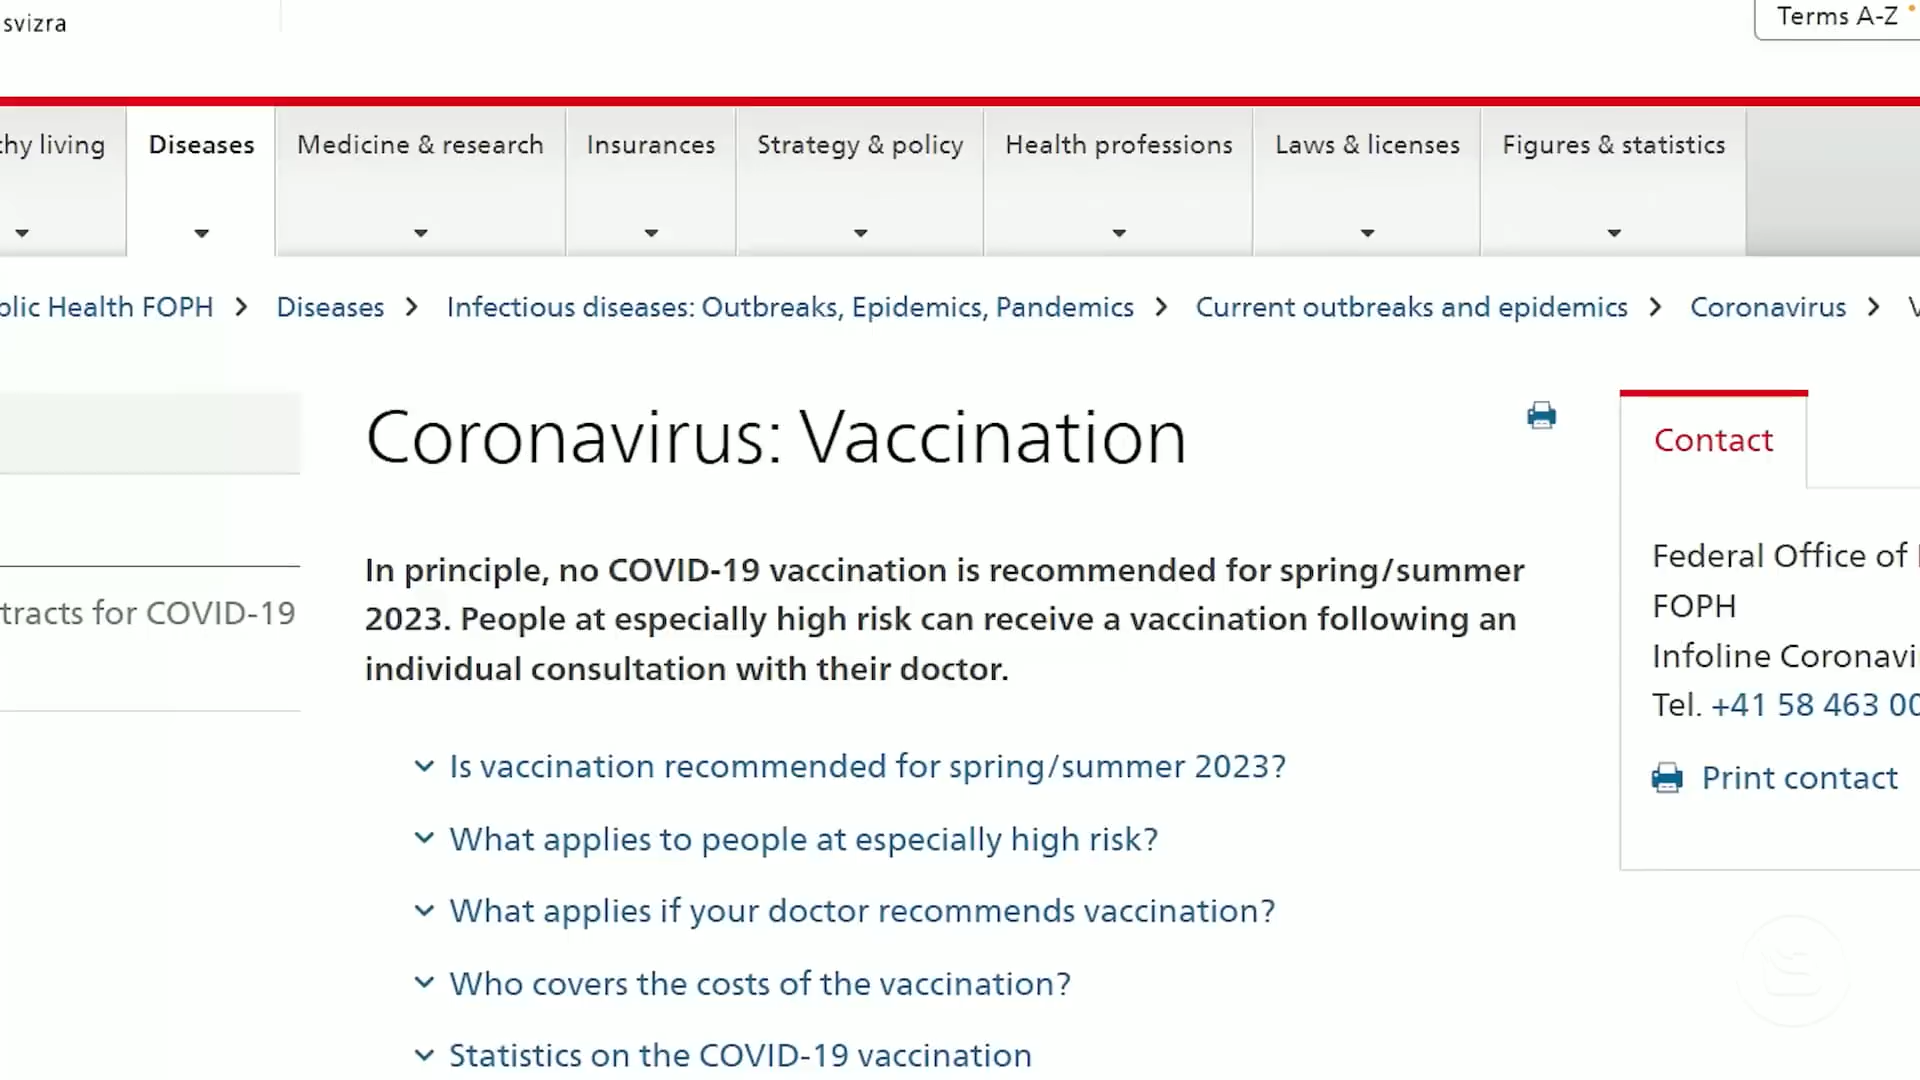 svizra
Terms A-Z
thy living
Diseases
Medicine & research
Insurances
Strategy & policy
Health professions
Laws & licenses
Figures & statistics
blic Health FOPH > Diseases > Infectious diseases: Outbreaks, Epidemics, Pandemics > Current outbreaks and epidemics > Coronavirus >
Coronavirus: Vaccination
In principle, no COVID-19 vaccination is recommended for spring/summer
2023. People at especially high risk can receive a vaccination following an
individual consultation with their doctor.
Is vaccination recommended for spring/summer 2023?
What applies to people at especially high risk?
What applies if your doctor recommends vaccination?
Who covers the costs of the vaccination?
Statistics on the COVID-19 vaccination
tracts for COVID-19
Contact
Federal Office of
FOPH
Infoline Coronavi
Tel. +41 58 463 00
Print contact